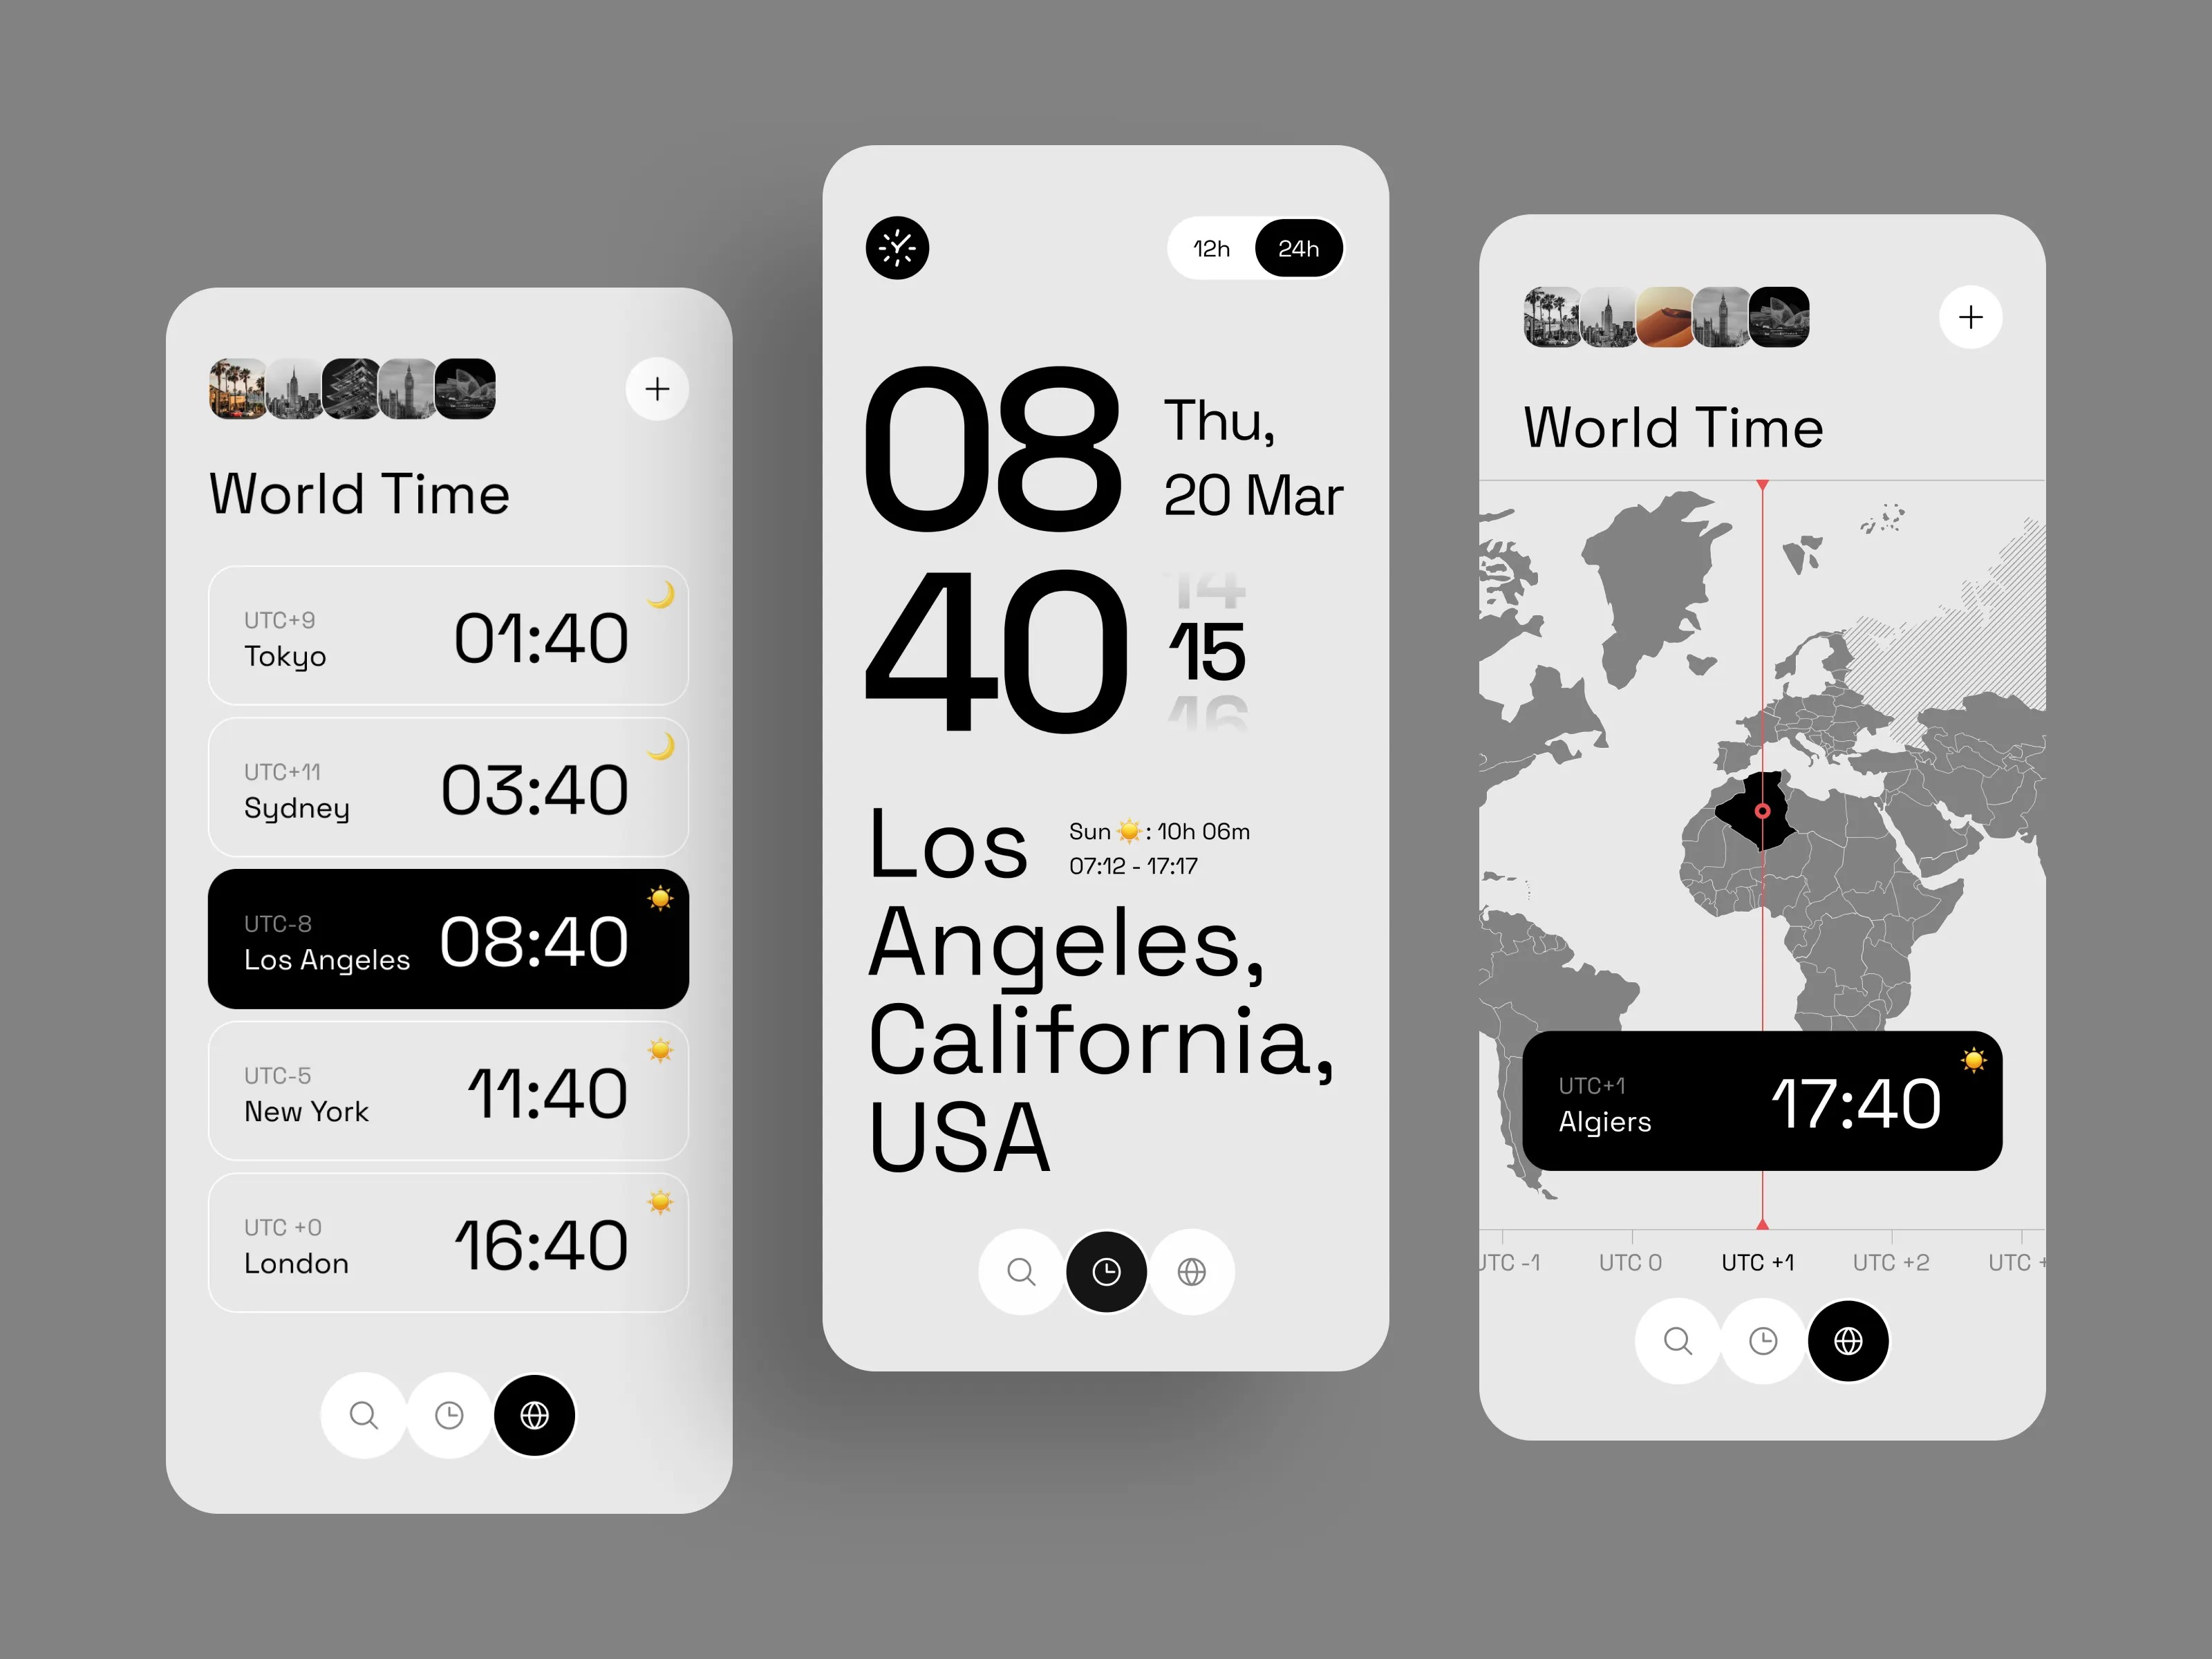 World Time
UTC+9
Tokyo
01:40
UTC+11
Sydney
03:40
UTC-8
Los Angeles
08:40
UTC-5
New York
11:40
UTC +0
London
16:40
12h 24h
08
Thu,
20 Mar
40
14
15
16
Los
Sun ☀️: 10h 06m
07:12 - 17:17
Angeles,
California,
USA
World Time
UTC+1
Algiers
17:40
UTC -1 UTC 0 UTC +1 UTC +2 UTC +